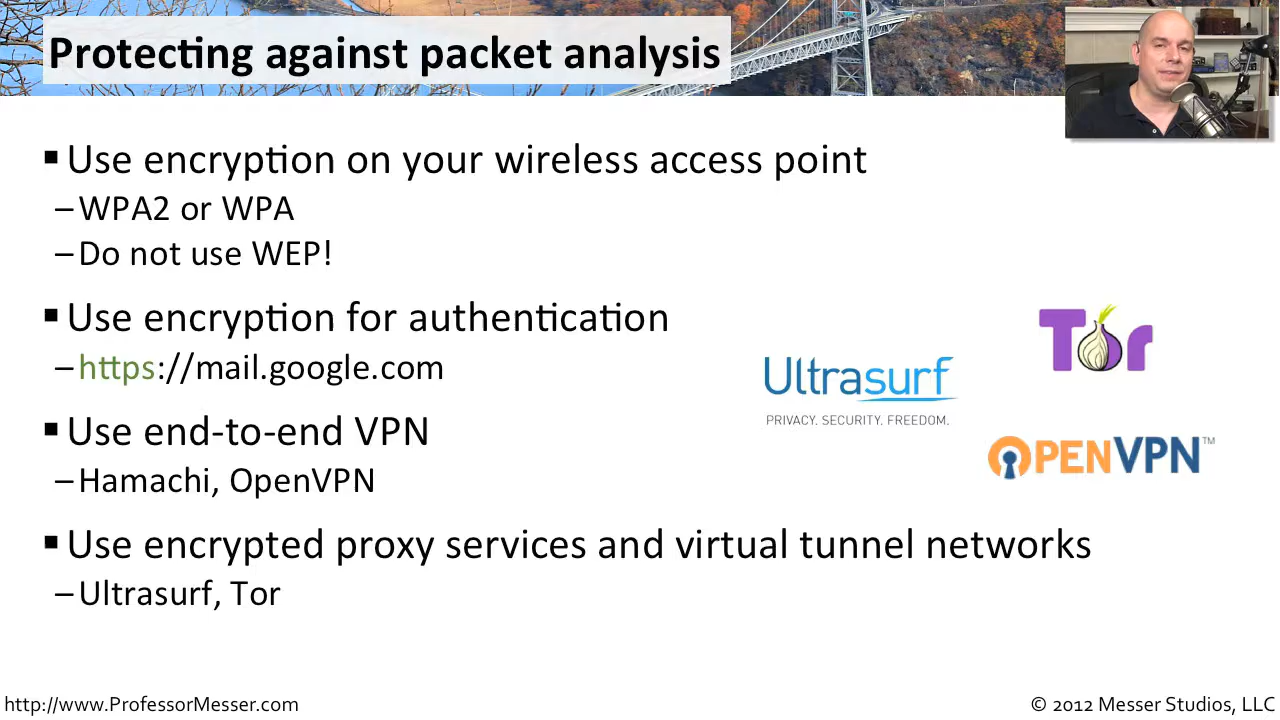 Protecting against packet analysis
▪ Use encryption on your wireless access point
– WPA2 or WPA
– Do not use WEP!
▪ Use encryption for authentication
– https://mail.google.com
▪ Use end-to-end VPN
– Hamachi, OpenVPN
▪ Use encrypted proxy services and virtual tunnel networks
– Ultrasurf, Tor
Tor
Ultrasurf
PRIVACY. SECURITY. FREEDOM.
OPENVPN™
http://www.ProfessorMesser.com
© 2012 Messer Studios, LLC